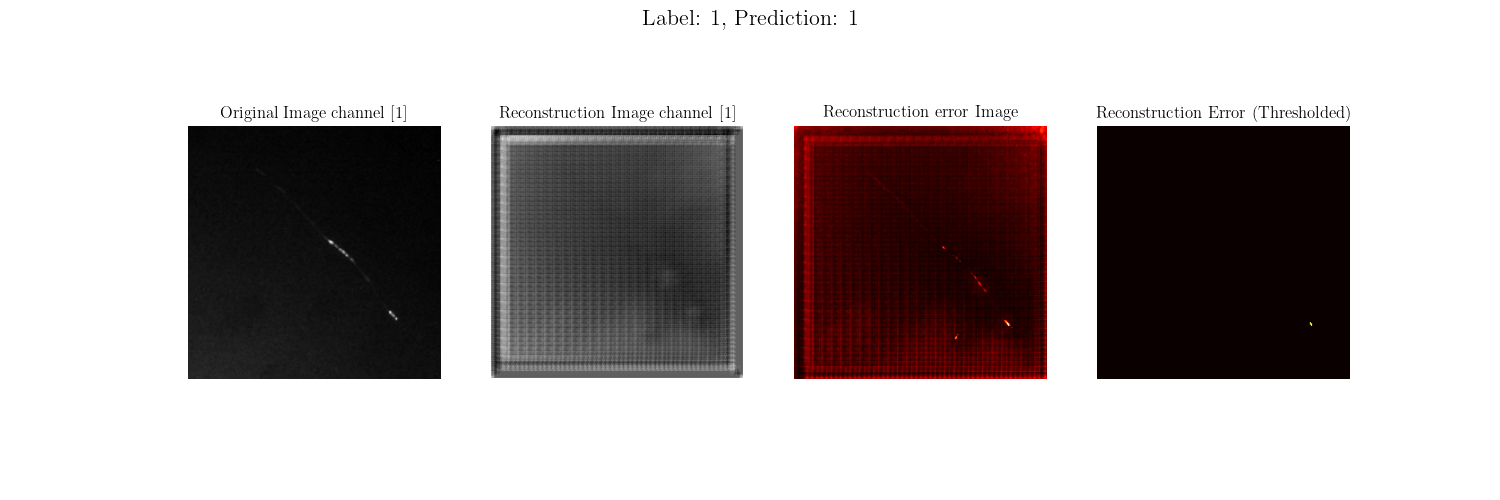 Label: 1, Prediction: 1
Original Image channel [1]
Reconstruction Image channel [1]
Reconstruction error Image
Reconstruction Error (Thresholded)